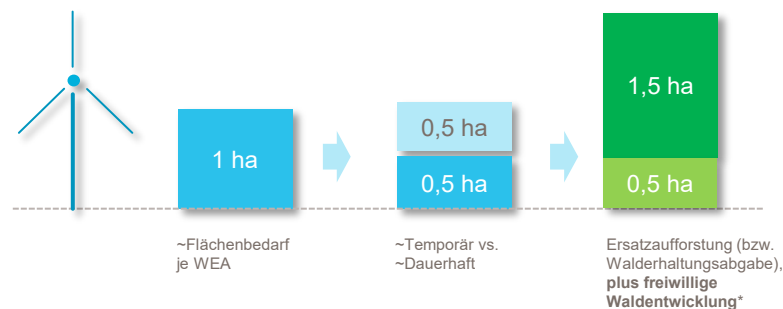 1 ha
0,5 ha
0,5 ha
1,5 ha
0,5 ha
~Flächenbedarf
je WEA
~Temporär vs.
~Dauerhaft
Ersatzaufforstung (bzw.
Walderhaltungsabgabe),
plus freiwillige
Waldentwicklung*